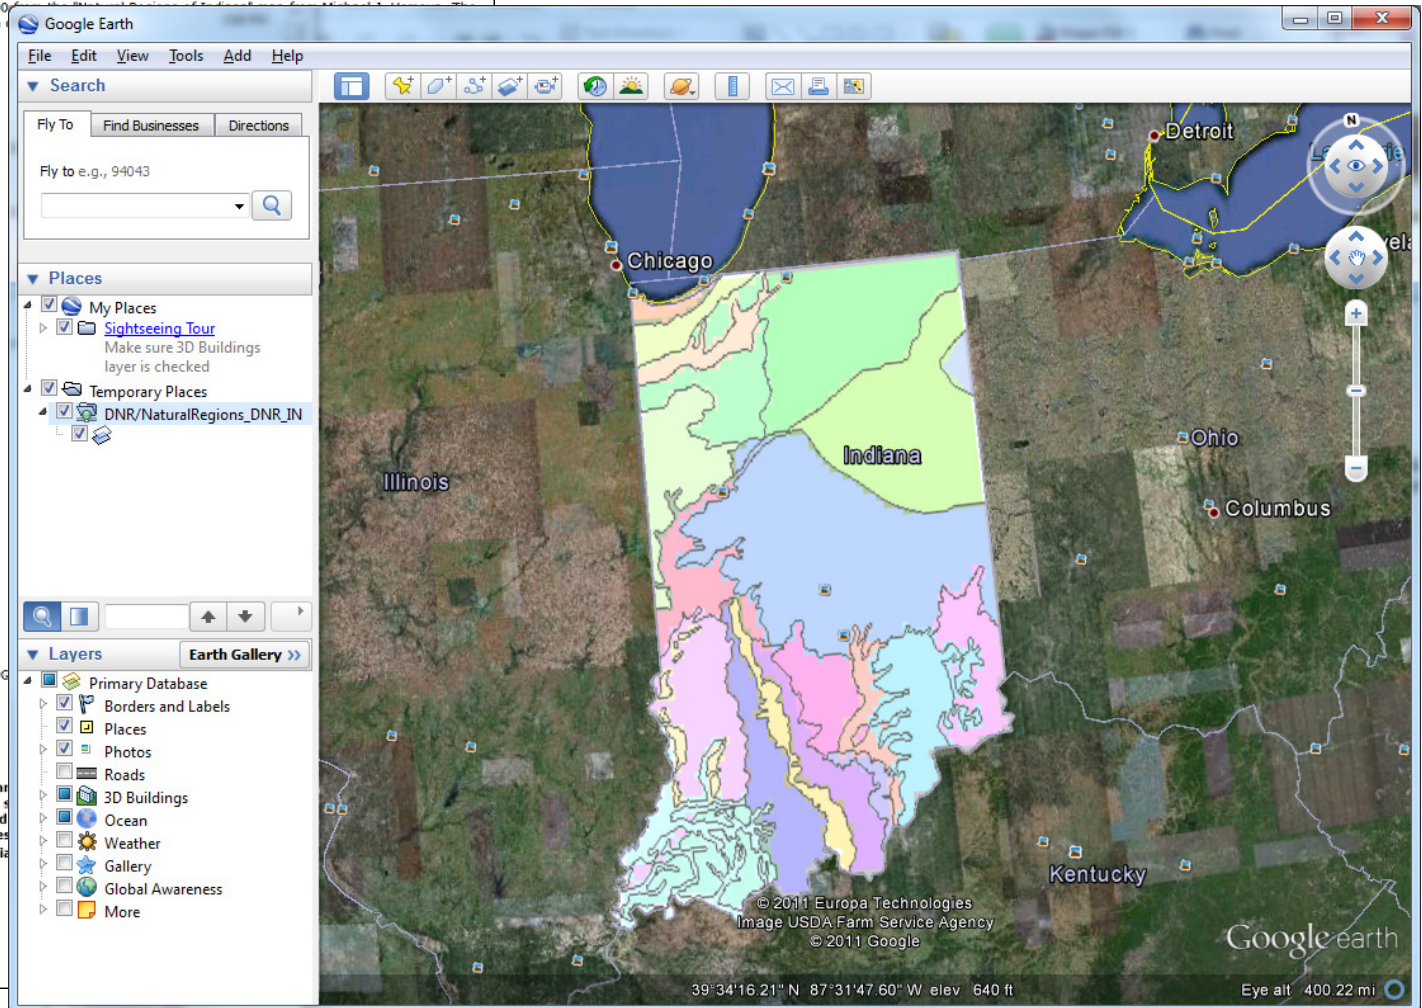 Google Earth
File Edit View Tools Add Help
Search
Fly To Find Businesses Directions
Fly to e.g., 94043
Places
My Places
Sightseeing Tour
Make sure 3D Buildings
layer is checked
Temporary Places
DNR/NaturalRegions_DNR_IN
Layers Earth Gallery >>
Primary Database
Borders and Labels
Places
Photos
Roads
3D Buildings
Ocean
Weather
Gallery
Global Awareness
More
N
Detroit
Chicago
Indiana
Illinois
Ohio
Columbus
Kentucky
© 2011 Europa Technologies
Image USDA Farm Service Agency
© 2011 Google
Google earth
39°34'16.21" N 87°31'47.60" W elev 640 ft
Eye alt 400.22 mi